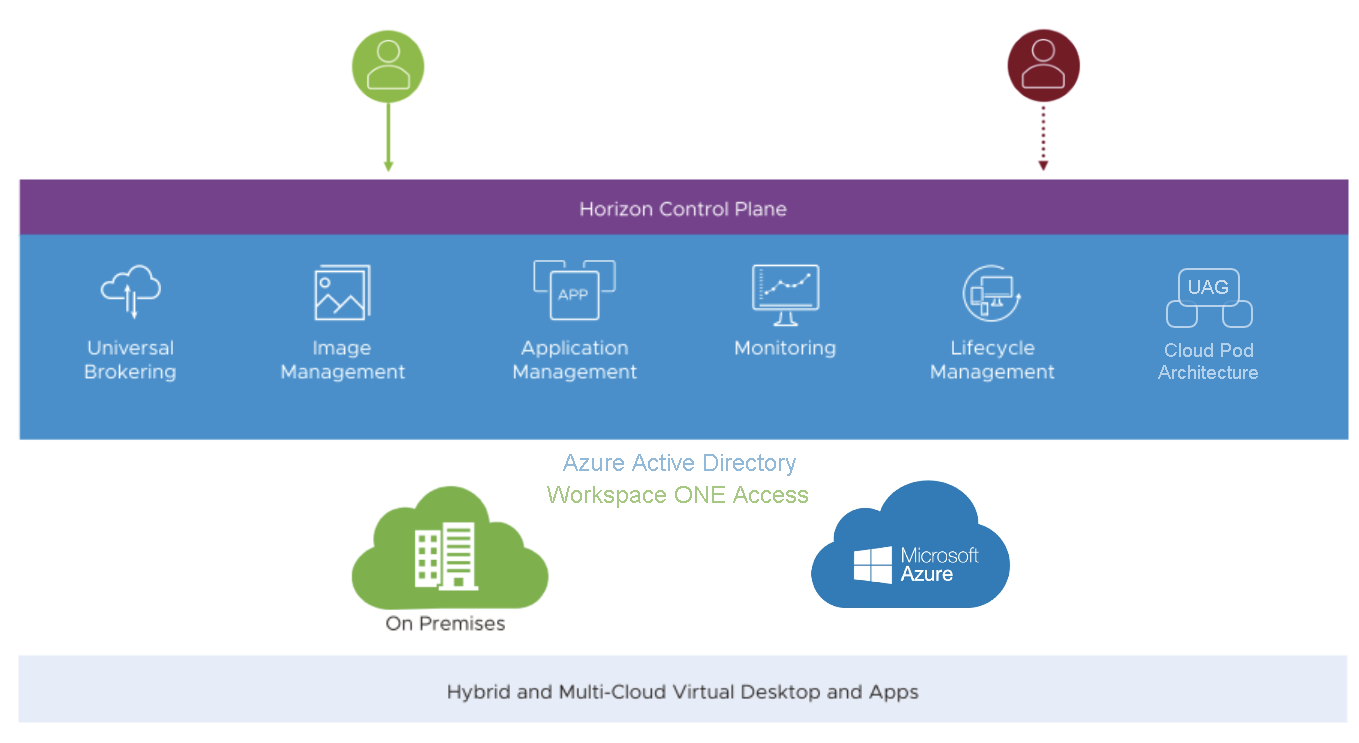 Horizon Control Plane
APP
UAG
Universal
Brokering
Image
Management
Application
Management
Monitoring
Lifecycle
Management
Cloud Pod
Architecture
Azure Active Directory
Workspace ONE Access
On Premises
Microsoft
Azure
Hybrid and Multi-Cloud Virtual Desktop and Apps